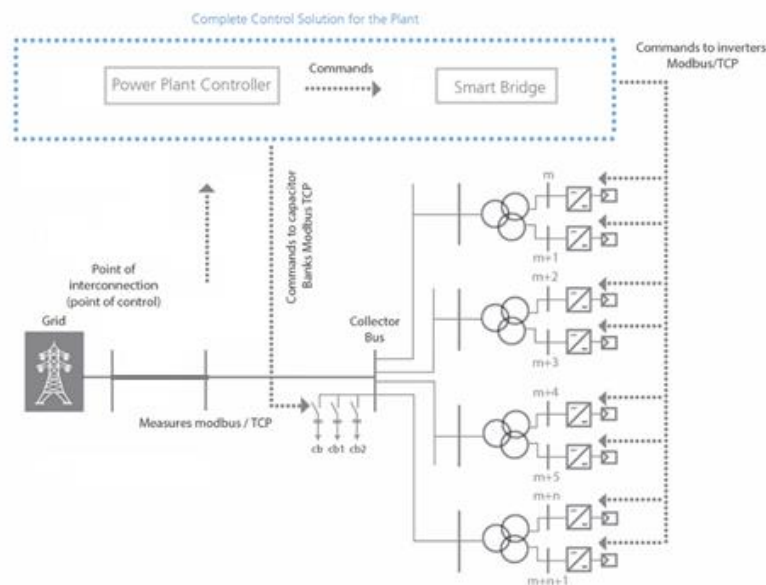 Complete Control Solution for the Plant
Power Plant Controller
Commands
Smart Bridge
Commands to inverters
Modbus/TCP
Commands to capacitor
Banks Modbus TCP
Point of
interconnection
(point of control)
Grid
Measures modbus / TCP
Collector
Bus
cb cb1 cb2
m
m+1
m+2
m+3
m+4
m+5
m+n
m+n+1